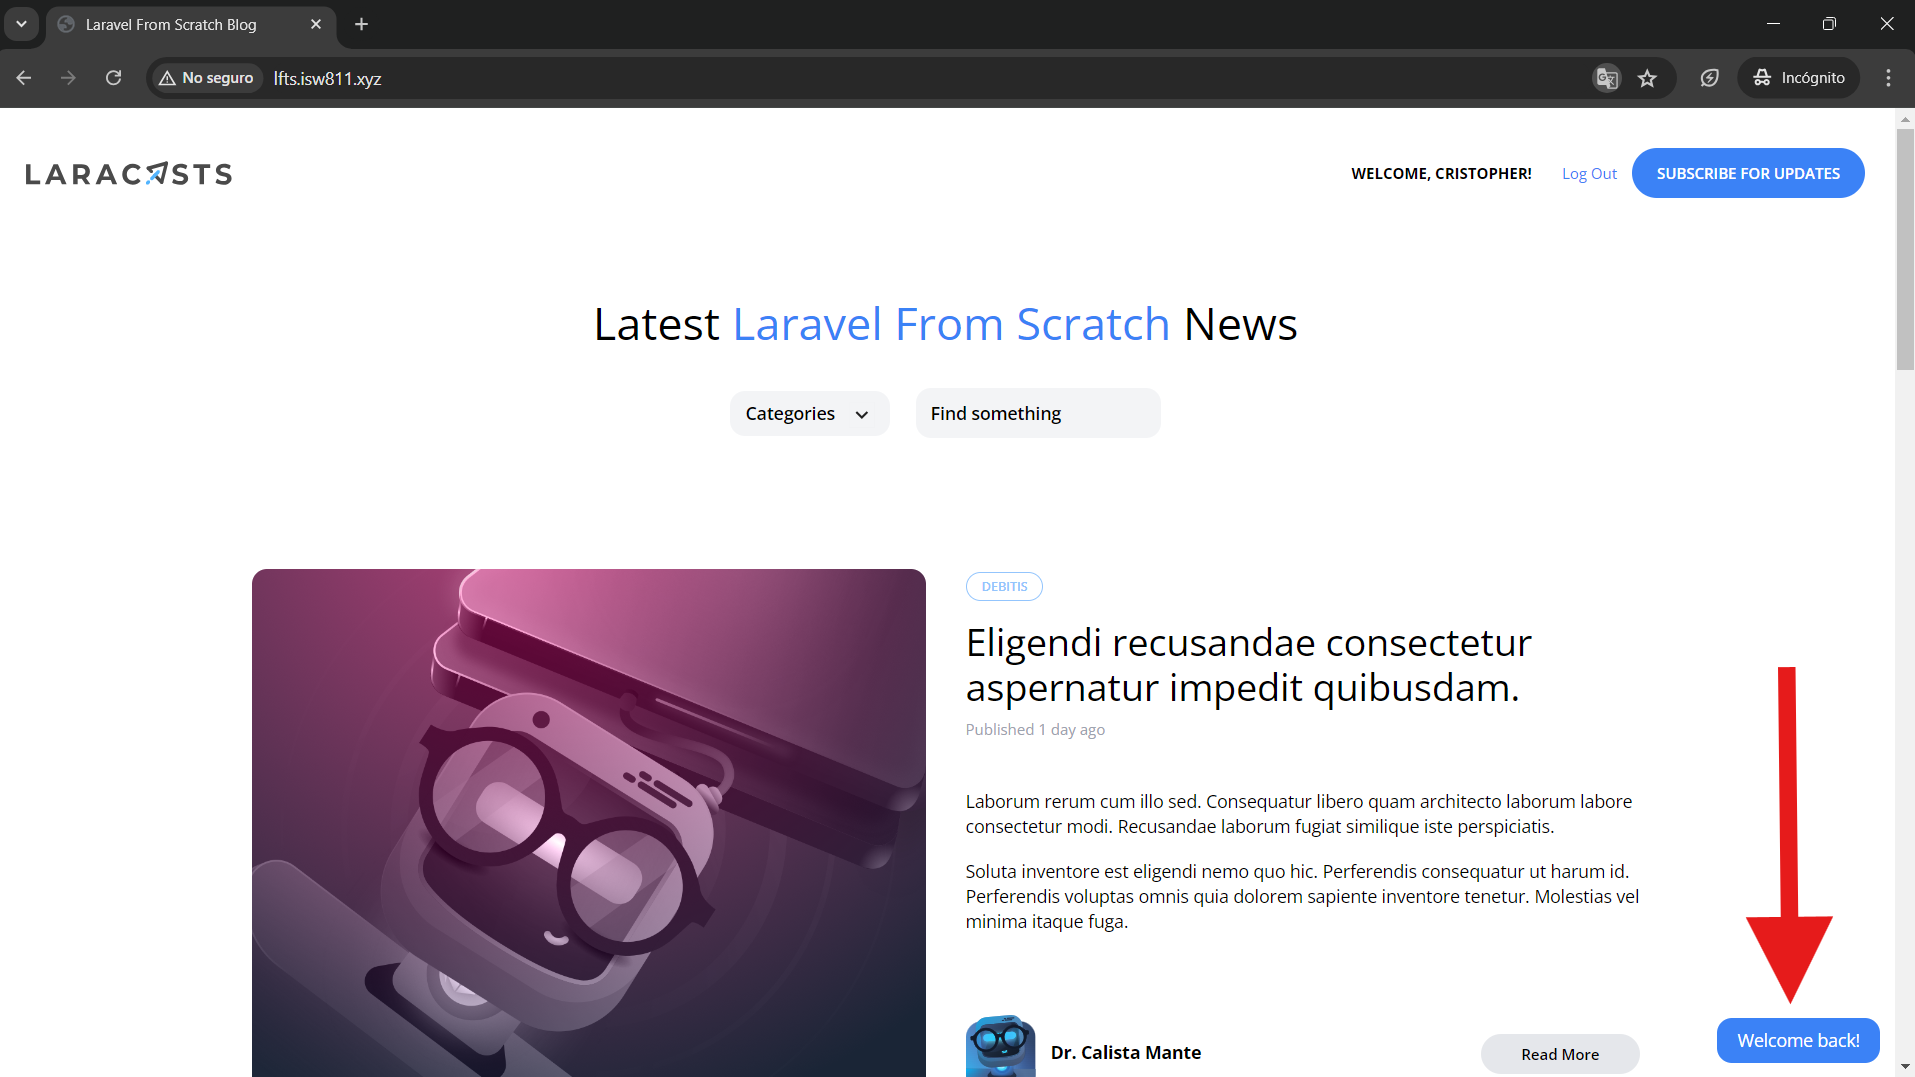 Laravel From Scratch Blog
No seguro
lfts.isw811.xyz
Incógnito
LARACASTS
WELCOME, CRISTOPHER!
Log Out
SUBSCRIBE FOR UPDATES
Latest Laravel From Scratch News
Categories
Find something
DEBITIS
Eligendi recusandae consectetur
aspernatur impedit quibusdam.
Published 1 day ago
Laborum rerum cum illo sed. Consequatur libero quam architecto laborum labore
consectetur modi. Recusandae laborum fugiat similique iste perspiciatis.
Soluta inventore est eligendi nemo quo hic. Perferendis consequatur ut harum id.
Perferendis voluptas omnis quia dolorem sapiente inventore tenetur. Molestias vel
minima itaque fuga.
Dr. Calista Mante
Read More
Welcome back!